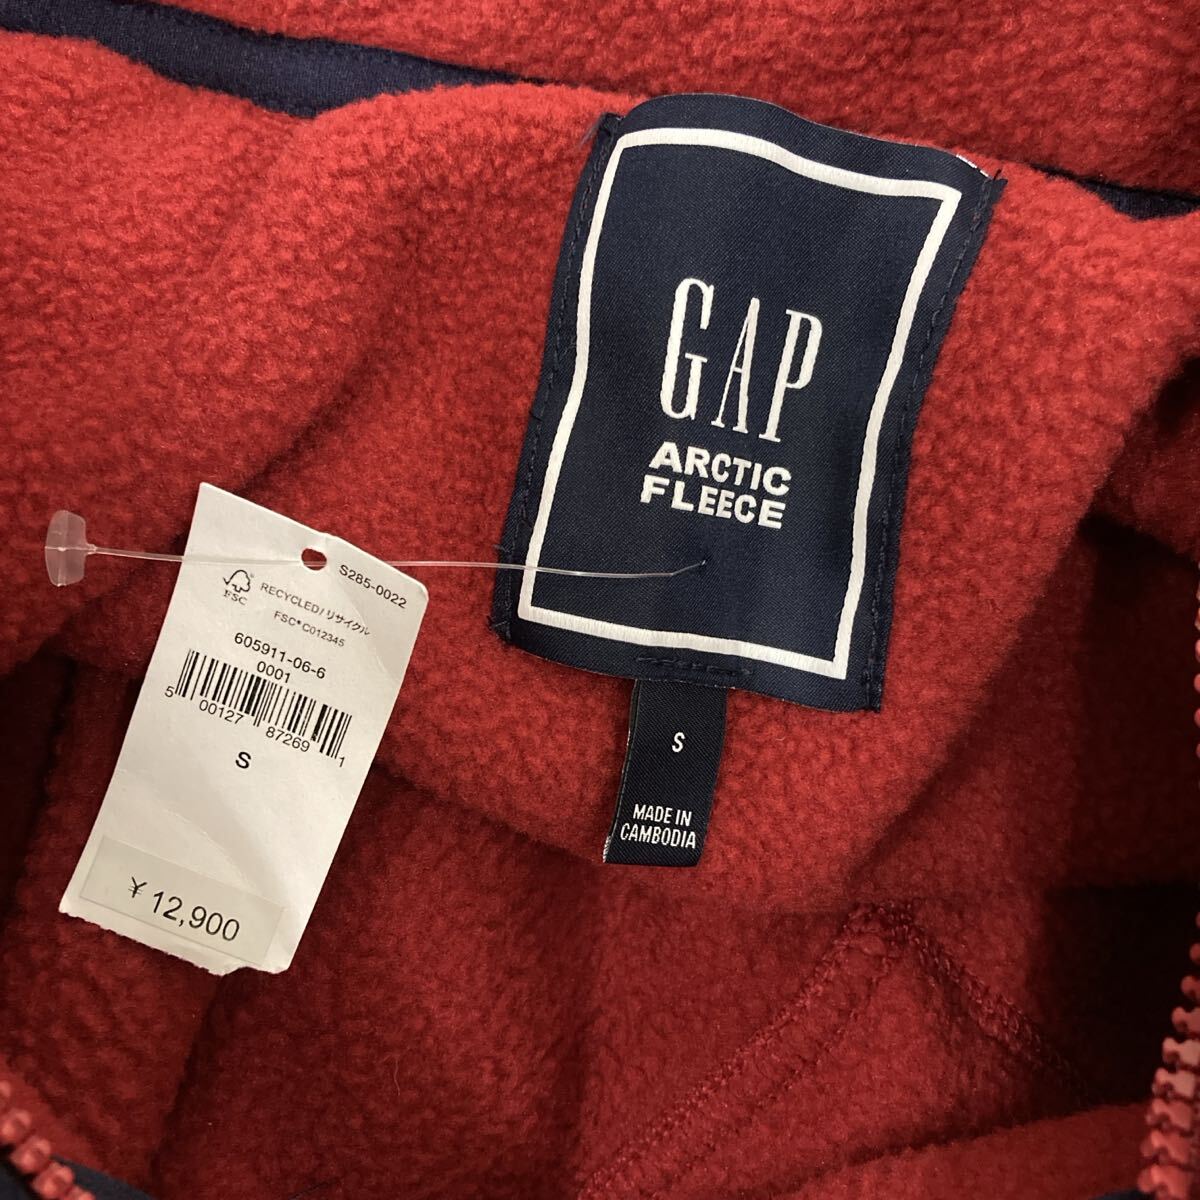 GAP
ARCTIC
FLEECE
S
MADE IN
CAMBODIA
S285-0022
FSC
RECYCLED/リサイクル
FSC® C012345
605911-06-6
0001
5 00127 87269 1
S
¥ 12,900